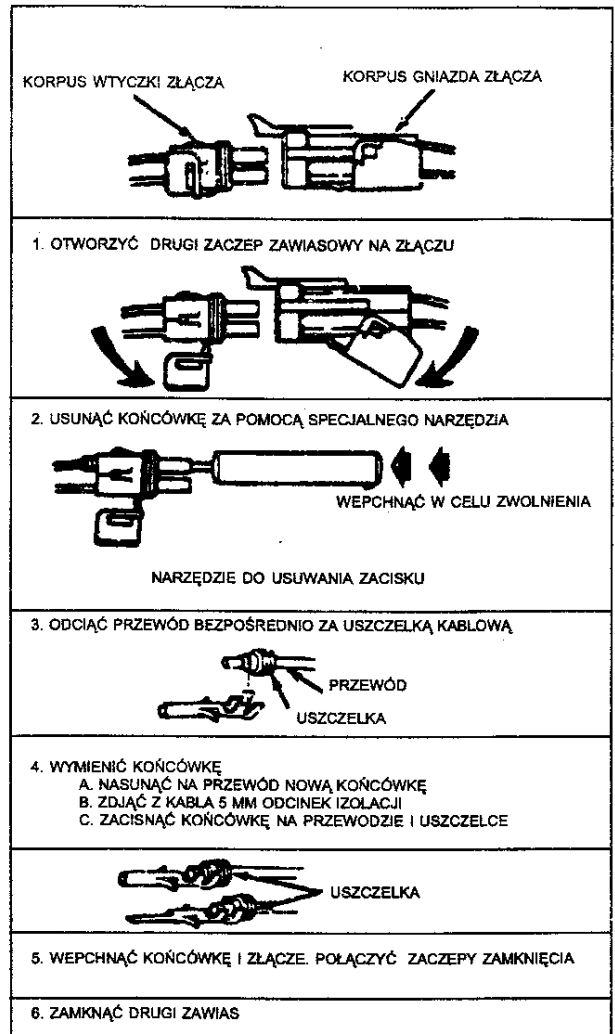 KORPUS WTYCZKI ZŁĄCZA
KORPUS GNIAZDA ZŁĄCZA
1. OTWORZYĆ DRUGI ZACZEP ZAWIASOWY NA ZŁĄCZU
2. USUNĄĆ KOŃCÓWKĘ ZA POMOCĄ SPECJALNEGO NARZĘDZIA
WEPCHNĄĆ W CELU ZWOLNIENIA
NARZĘDZIE DO USUWANIA ZACISKU
3. ODCIĄĆ PRZEWÓD BEZPOŚREDNIO ZA USZCZELKĄ KABLOWĄ
PRZEWÓD
USZCZELKA
4. WYMIENIĆ KOŃCÓWKĘ
A. NASUNĄĆ NA PRZEWÓD NOWĄ KOŃCÓWKĘ
B. ZDJĄĆ Z KABLA 5 MM ODCINEK IZOLACJI
C. ZACISNĄĆ KOŃCÓWKĘ NA PRZEWODZIE I USZCZELCE
USZCZELKA
5. WEPCHNĄĆ KOŃCÓWKĘ I ZŁĄCZE. POŁĄCZYĆ ZACZEPY ZAMKNIĘCIA
6. ZAMKNĄĆ DRUGI ZAWIAS